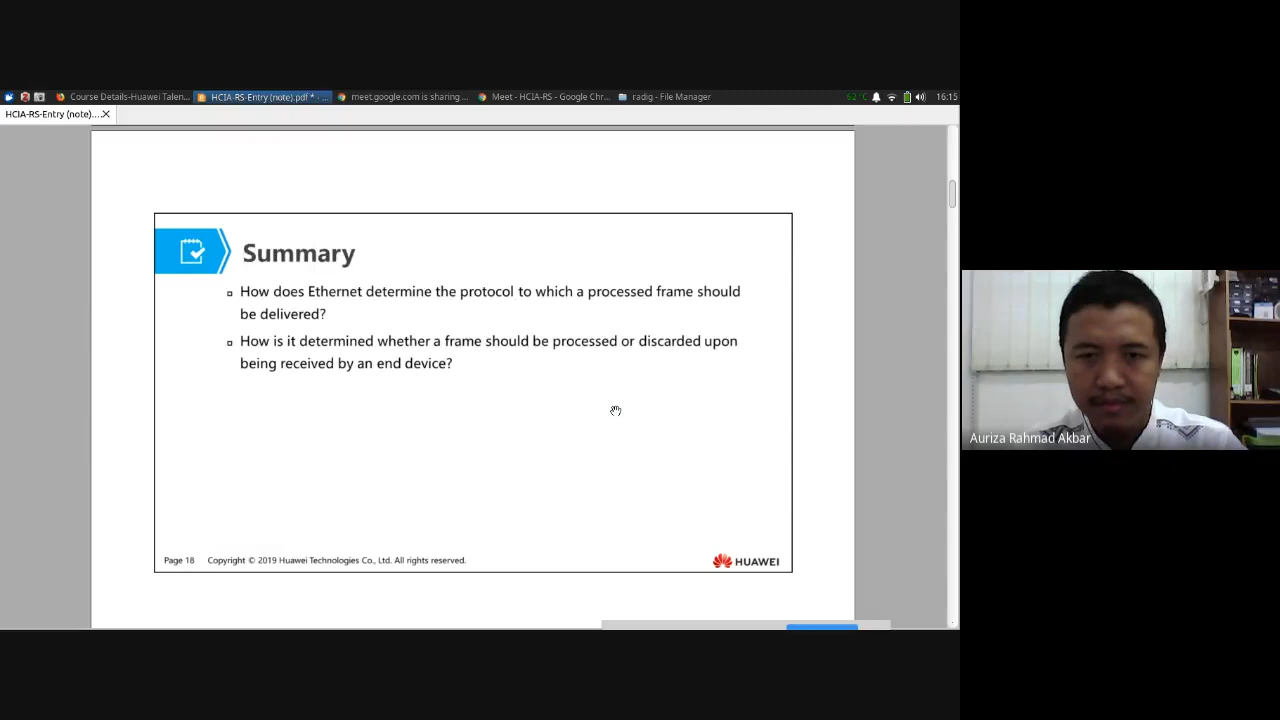 Course Details-Huawei Talen...
HCIA-RS-Entry (note).pdf * - ...
meet.google.com is sharing ...
Meet - HCIA-RS - Google Chr...
radig - File Manager
62°C
16:15
HCIA-RS-Entry (note)....
Summary
How does Ethernet determine the protocol to which a processed frame should
be delivered?
How is it determined whether a frame should be processed or discarded upon
being received by an end device?
Page 18
Copyright © 2019 Huawei Technologies Co., Ltd. All rights reserved.
HUAWEI
Auriza Rahmad Akbar